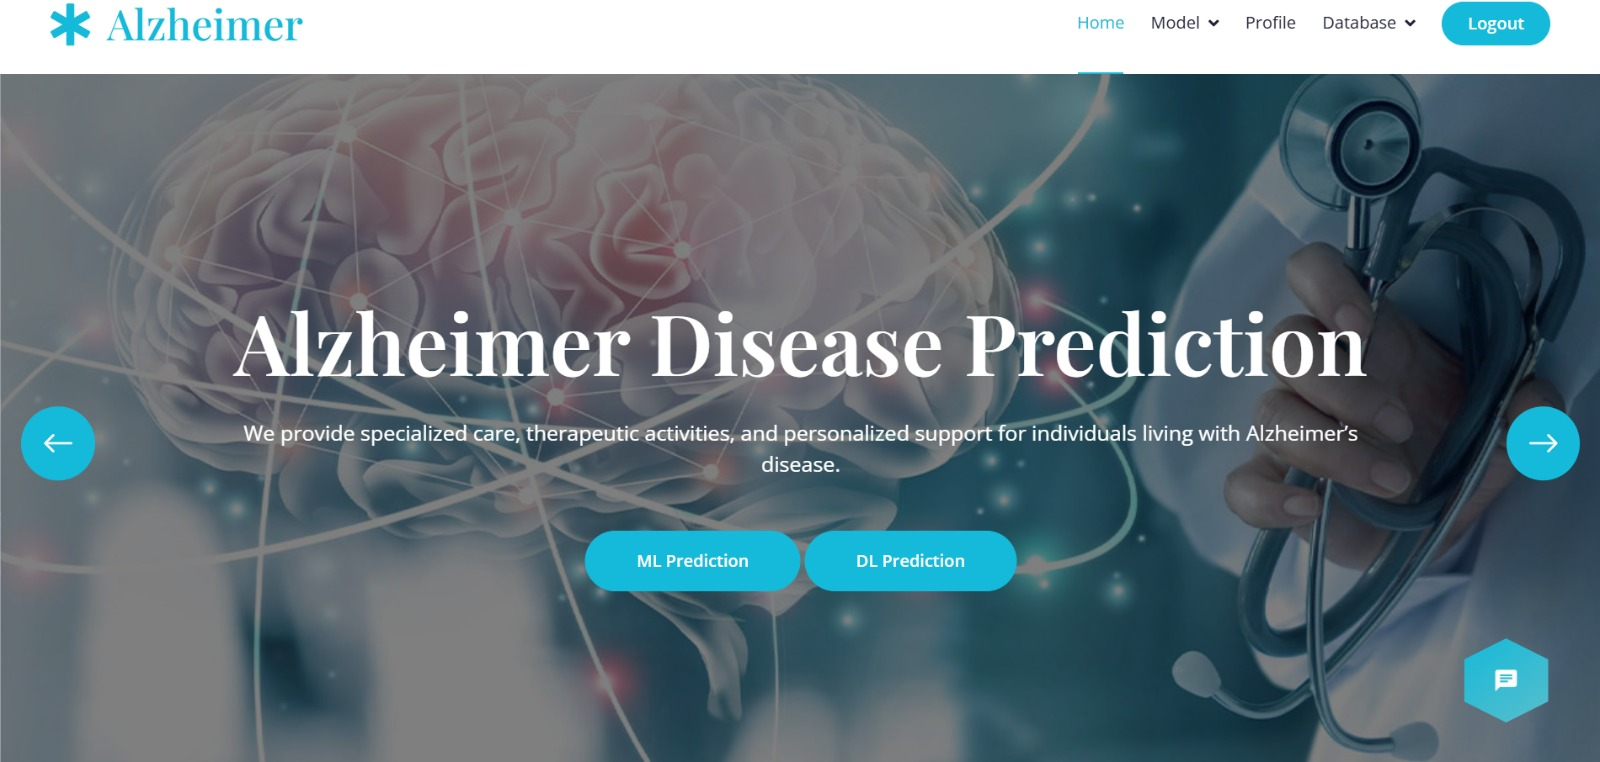 Alzheimer
Home Model Profile Database Logout
Alzheimer Disease Prediction
We provide specialized care, therapeutic activities, and personalized support for individuals living with Alzheimer’s
disease.
ML Prediction DL Prediction